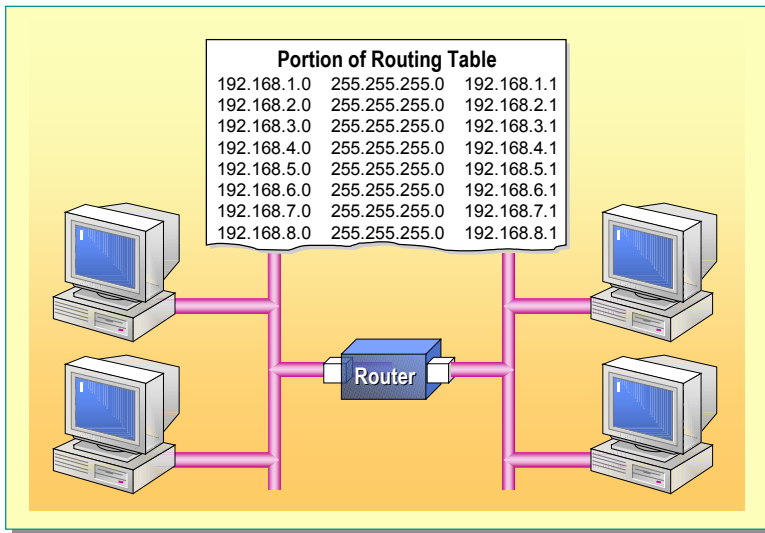 Portion of Routing Table
192.168.1.0 255.255.255.0 192.168.1.1
192.168.2.0 255.255.255.0 192.168.2.1
192.168.3.0 255.255.255.0 192.168.3.1
192.168.4.0 255.255.255.0 192.168.4.1
192.168.5.0 255.255.255.0 192.168.5.1
192.168.6.0 255.255.255.0 192.168.6.1
192.168.7.0 255.255.255.0 192.168.7.1
192.168.8.0 255.255.255.0 192.168.8.1
Router